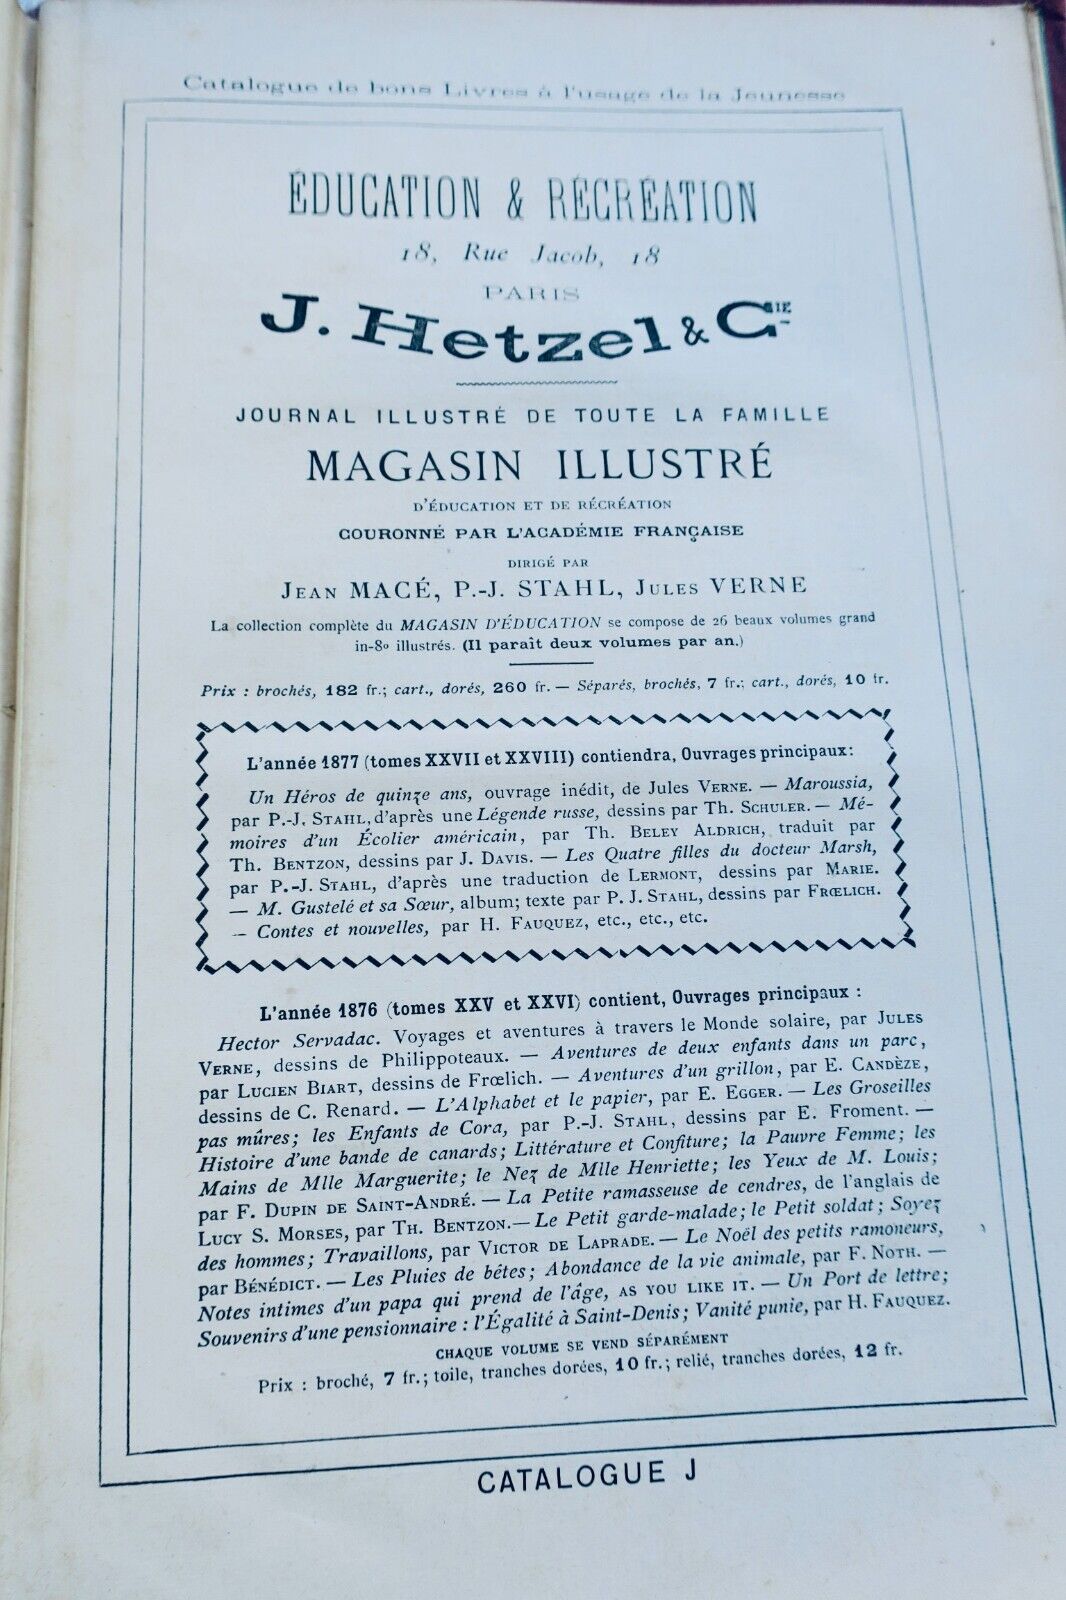 Catalogue de bons Livres à l'usage de la Jeunesse
ÉDUCATION & RÉCRÉATION
18, Rue Jacob, 18
PARIS
J. Hetzel & Cie
JOURNAL ILLUSTRÉ DE TOUTE LA FAMILLE
MAGASIN ILLUSTRÉ
D'ÉDUCATION ET DE RÉCRÉATION
COURONNÉ PAR L'ACADÉMIE FRANÇAISE
DIRIGÉ PAR
JEAN MACÉ, P.-J. STAHL, JULES VERNE
La collection complète du MAGASIN D'ÉDUCATION se compose de 26 beaux volumes grand
in-8o illustrés. (Il paraît deux volumes par an.)
Prix : brochés, 182 fr.; cart., dorés, 260 fr. — Séparés, brochés, 7 fr.; cart., dorés, 10 fr.
L'année 1877 (tomes XXVII et XXVIII) contiendra, Ouvrages principaux:
Un Héros de quinze ans, ouvrage inédit, de Jules VERNE. — Maroussia,
par P.-J. STAHL, d'après une Légende russe, dessins par Th. SCHULER. — Mé-
moires d'un Écolier américain, par Th. BELEY ALDRICH, traduit par
Th. BENTZON, dessins par J. DAVIS. — Les Quatre filles du docteur Marsh,
par P.-J. STAHL, d'après une traduction de LERMONT, dessins par MARIE.
— M. Gustelé et sa Sœur, album; texte par P. J. STAHL, dessins par FRŒLICH.
— Contes et nouvelles, par H. FAUQUEZ, etc., etc., etc.
L'année 1876 (tomes XXV et XXVI) contient, Ouvrages principaux :
Hector Servadac. Voyages et aventures à travers le Monde solaire, par JULES
VERNE, dessins de Philippoteaux. — Aventures de deux enfants dans un parc,
par LUCIEN BIART, dessins de Frœlich. — Aventures d'un grillon, par E. CANDÈZE,
dessins de C. Renard. — L'Alphabet et le papier, par E. EGGER. — Les Groseilles
pas mûres; les Enfants de Cora, par P.-J. STAHL, dessins par E. Froment. —
Histoire d'une bande de canards; Littérature et Confiture; la Pauvre Femme; les
Mains de Mlle Marguerite; le Nez de Mlle Henriette; les Yeux de M. Louis;
par F. DUPIN DE SAINT-ANDRÉ. — La Petite ramasseuse de cendres, de l'anglais de
LUCY S. MORSES, par TH. BENTZON. — Le Petit garde-malade; le Petit soldat; Soyez
des hommes; Travaillons, par VICTOR DE LAPRADE. — Le Noël des petits ramoneurs,
par BÉNÉDICT. — Les Pluies de bêtes; Abondance de la vie animale, par F. NOTH. —
Notes intimes d'un papa qui prend de l'âge, AS YOU LIKE IT. — Un Port de lettre;
Souvenirs d'une pensionnaire : l'Égalité à Saint-Denis; Vanité punie, par H. FAUQUEZ.
CHAQUE VOLUME SE VEND SÉPARÉMENT
Prix : broché, 7 fr.; toile, tranches dorées, 10 fr.; relié, tranches dorées, 12 fr.
CATALOGUE J